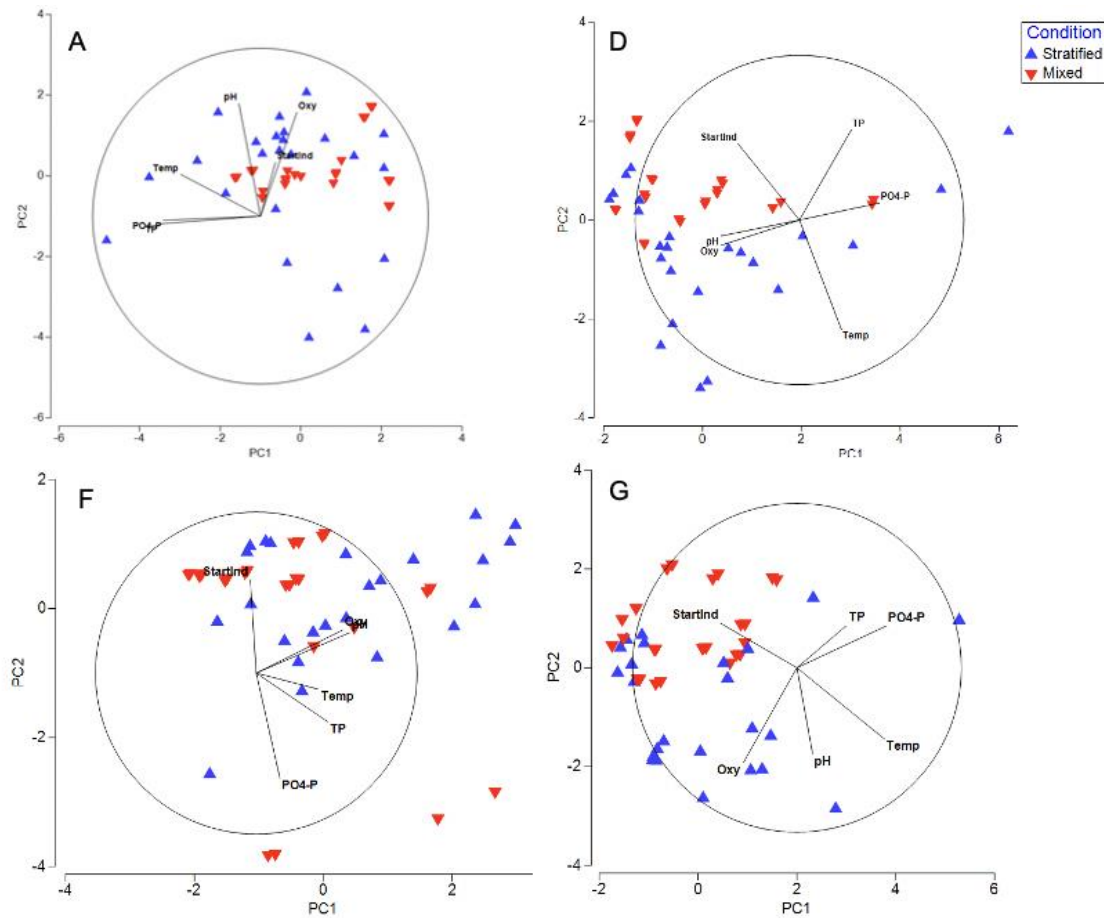 A
4
2
0
-2
-4
-6
PC2
pH
Oxy
StartInd
Temp
PO4-P
-6
-4
-2
0
2
4
PC1
D
4
2
0
-2
-4
PC2
TP
StartInd
PO4-P
pH
Oxy
Temp
-2
0
2
4
6
PC1
Condition
Stratified
Mixed
F
2
0
-2
-4
PC2
StartInd
Oxy
Temp
TP
PO4-P
-4
-2
0
2
PC1
G
4
2
0
-2
-4
PC2
StartInd
TP
PO4-P
Temp
pH
Oxy
-2
0
2
4
6
PC1